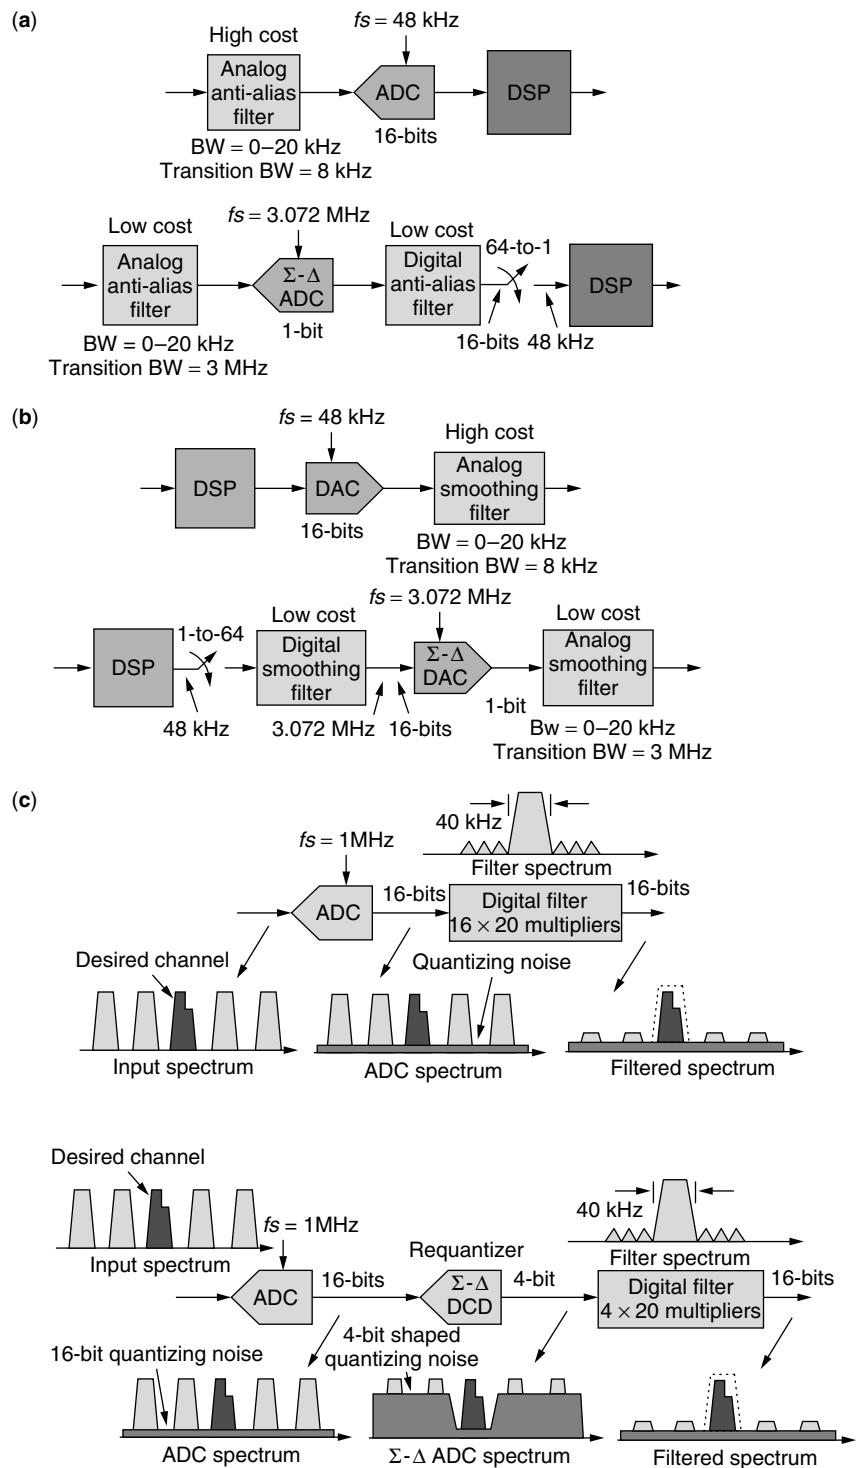 (a)
fs = 48 kHz
High cost
Analog
anti-alias
filter
ADC
DSP
16-bits
BW = 0–20 kHz
Transition BW = 8 kHz
fs = 3.072 MHz
Low cost
Low cost
64-to-1
Analog
anti-alias
filter
Σ-Δ
ADC
Digital
anti-alias
filter
DSP
1-bit
16-bits
48 kHz
BW = 0–20 kHz
Transition BW = 3 MHz
(b)
fs = 48 kHz
High cost
DSP
DAC
Analog
smoothing
filter
16-bits
BW = 0–20 kHz
Transition BW = 8 kHz
fs = 3.072 MHz
Low cost
Low cost
1-to-64
DSP
Digital
smoothing
filter
Σ-Δ
DAC
Analog
smoothing
filter
1-bit
48 kHz
3.072 MHz
16-bits
Bw = 0–20 kHz
Transition BW = 3 MHz
(c)
40 kHz
fs = 1MHz
Filter spectrum
16-bits
16-bits
ADC
Digital filter
16 × 20 multipliers
Desired channel
Quantizing noise
Input spectrum
ADC spectrum
Filtered spectrum
Desired channel
40 kHz
fs = 1MHz
Input spectrum
Requantizer
Filter spectrum
16-bits
4-bit
16-bits
ADC
Σ-Δ
DCD
Digital filter
4 × 20 multipliers
16-bit quantizing noise
4-bit shaped
quantizing noise
ADC spectrum
Σ-Δ ADC spectrum
Filtered spectrum